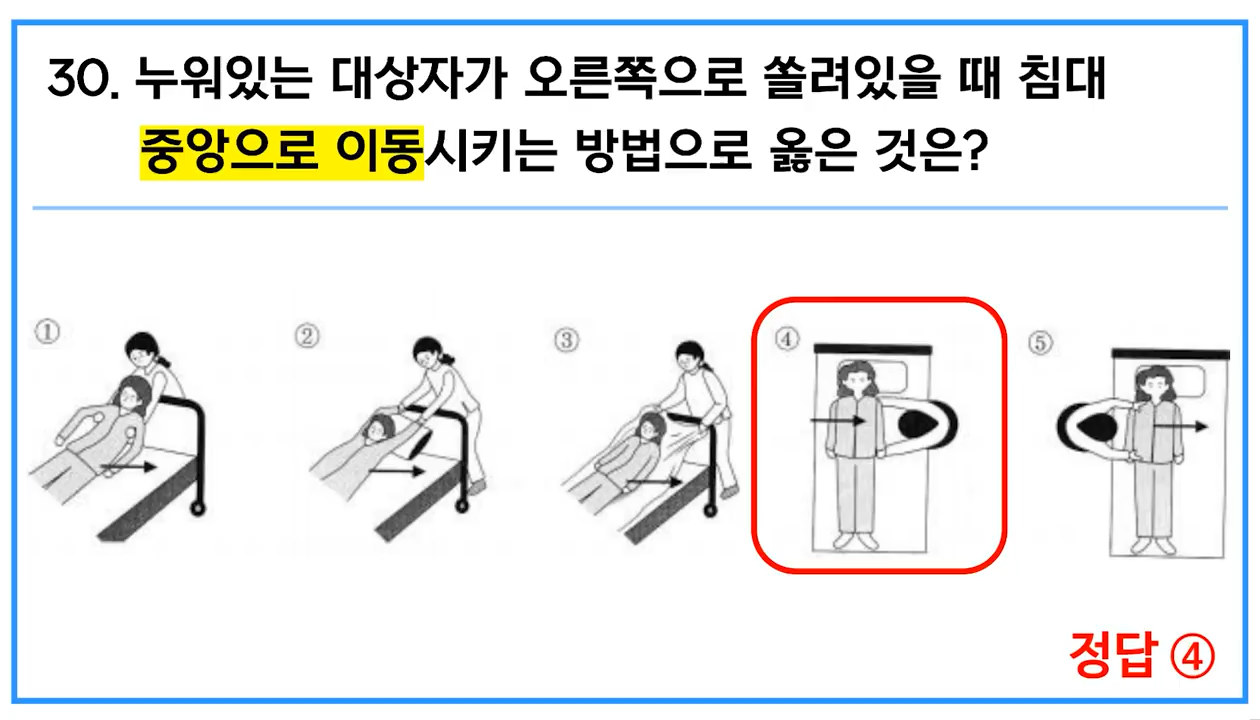 30. 누워있는 대상자가 오른쪽으로 쏠려있을 때 침대
중앙으로 이동시키는 방법으로 옳은 것은?
① ② ③ ④ ⑤
정답 ④